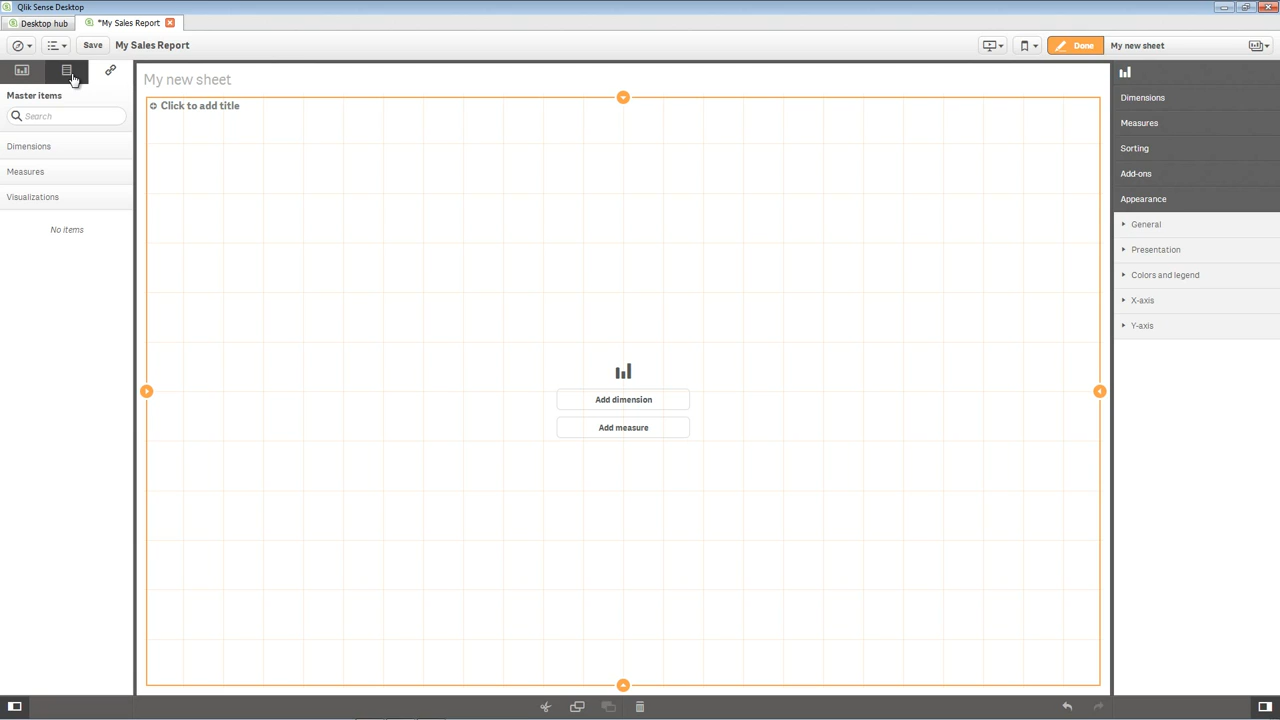 Qlik Sense Desktop
Desktop hub
*My Sales Report
Save
My Sales Report
Done
My new sheet
Master items
Search
Dimensions
Measures
Visualizations
No items
My new sheet
Click to add title
Add dimension
Add measure
Dimensions
Measures
Sorting
Add-ons
Appearance
General
Presentation
Colors and legend
X-axis
Y-axis